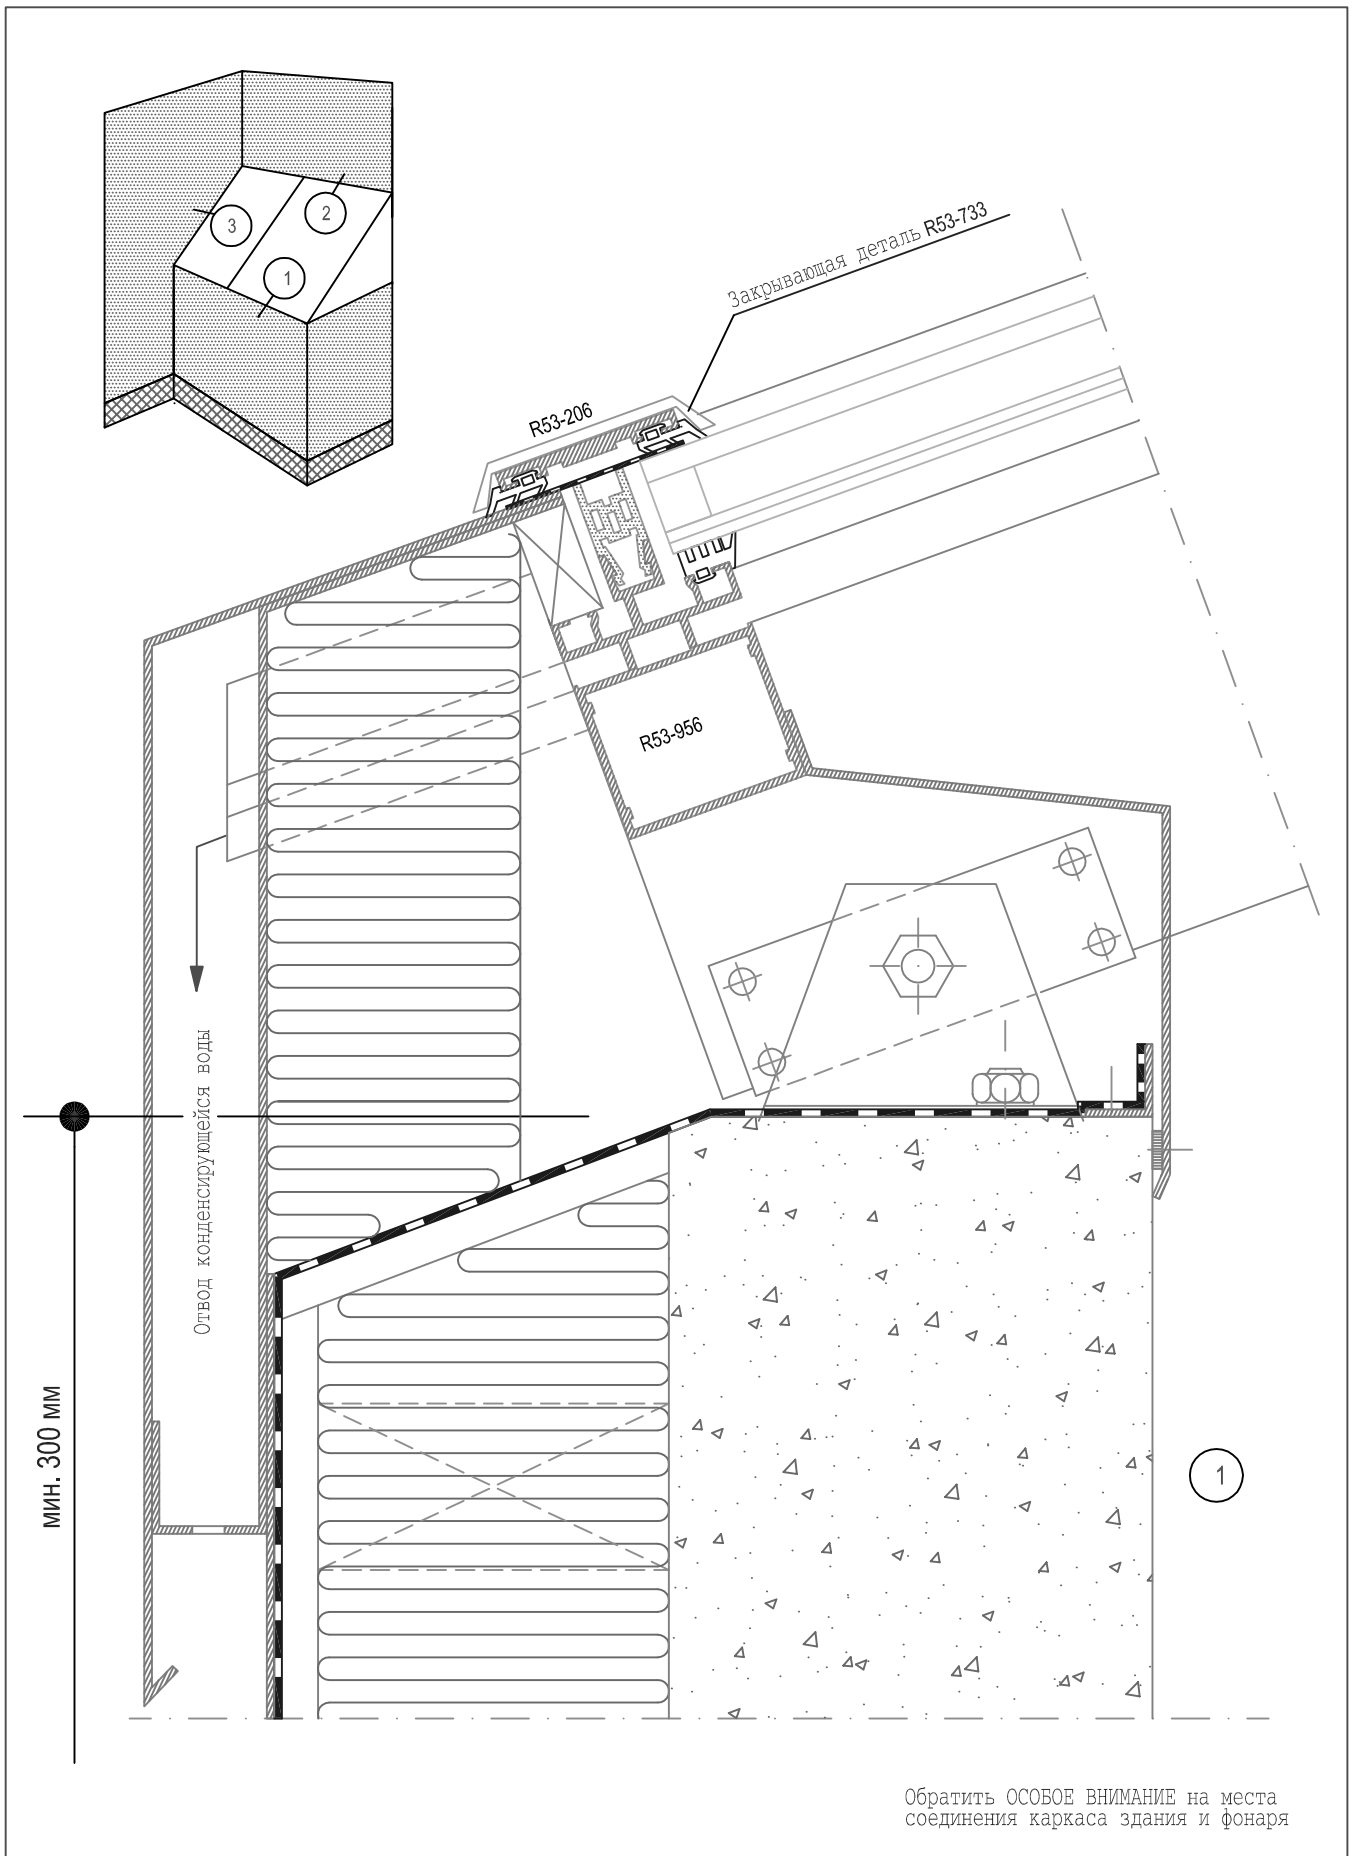 3
2
1
Закрывающая деталь R53-733
R53-206
R53-956
Отвод конденсирующейся воды
мин. 300 мм
1
Обратить ОСОБОЕ ВНИМАНИЕ на места
соединения каркаса здания и фонаря